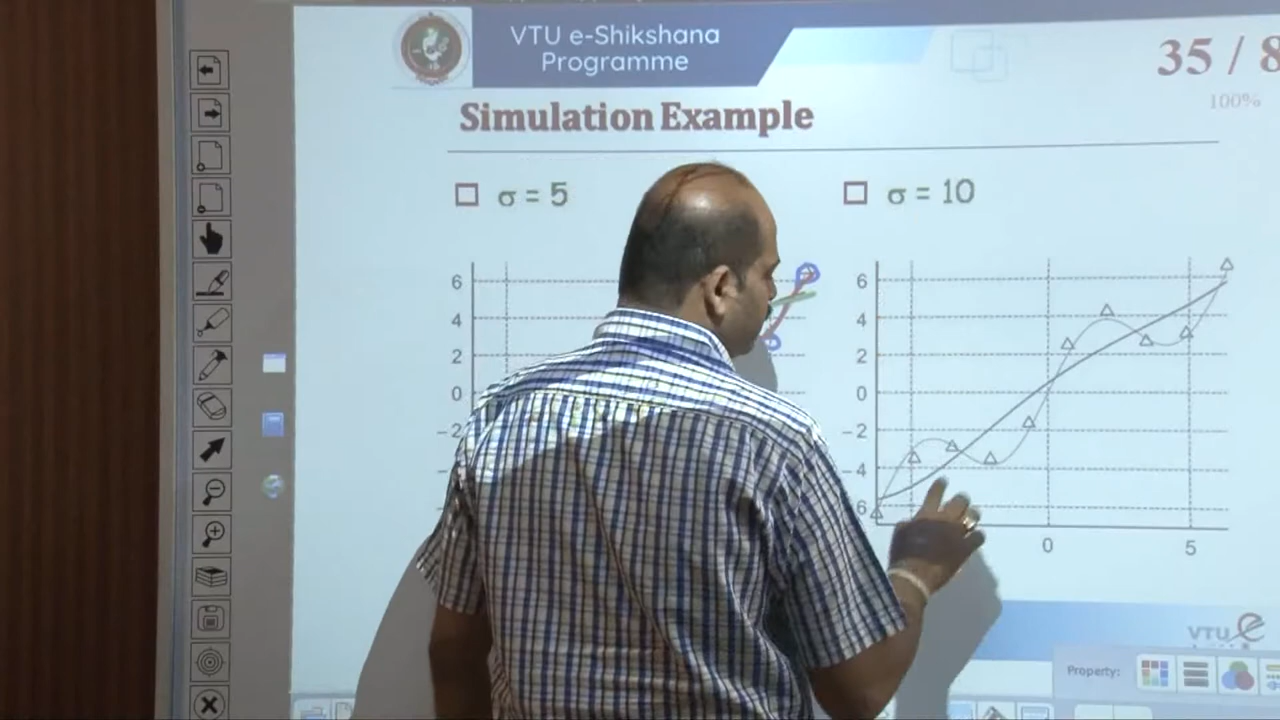 VTU e-Shikshana
Programme
35 / 8
100%
Simulation Example
σ = 5
σ = 10
6
4
2
0
−2
6
4
2
0
−2
−4
6
0
5
VTU e
Property: